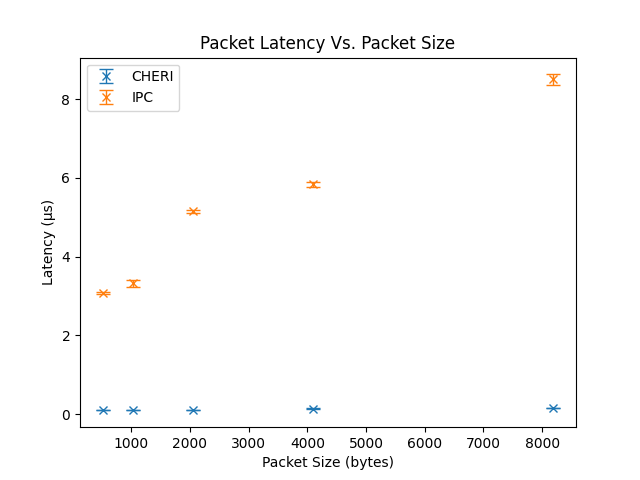 Packet Latency Vs. Packet Size
CHERI
IPC
8
6
4
2
0
Latency (μs)
1000 2000 3000 4000 5000 6000 7000 8000
Packet Size (bytes)